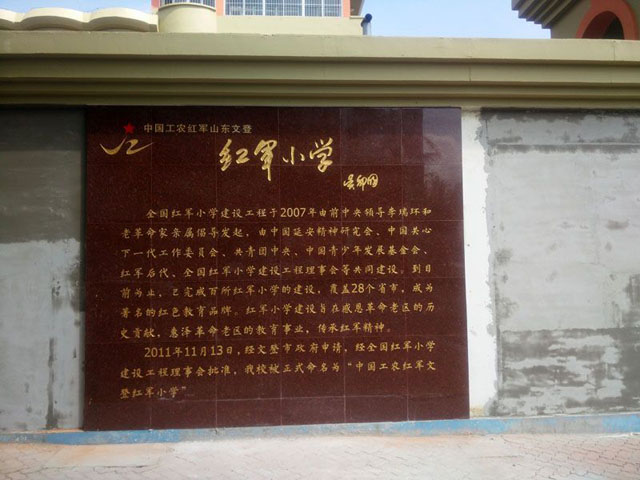 中国工农红军山东文登
红军小学
全国红军小学建设工程于2007年由前中央领导李瑞环和
老革命家亲属倡导发起，由中国延安精神研究会、中国关心
下一代工作委员会、共青团中央、中国青少年发展基金会、
红军后代、全国红军小学建设工程理事会等共同建设。到目
前为止，已完成百所红军小学的建设，覆盖28个省市，成为
著名的红色教育品牌。红军小学建设旨在感恩革命老区的历
史贡献，惠泽革命老区的教育事业，传承红军精神。
2011年11月13日，经文登市政府申请，经全国红军小学
建设工程理事会批准，我校被正式命名为“中国工农红军文
登红军小学”